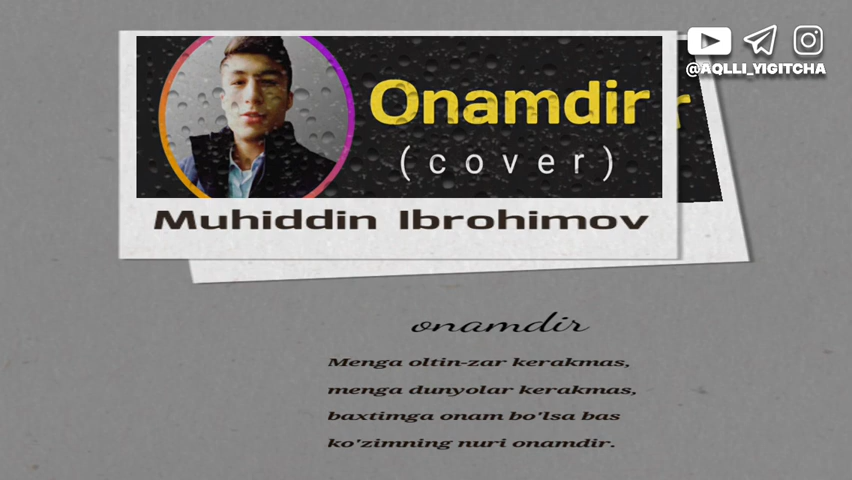 @AQLLI_YIGITCHA
Onamdir
r
(cover)
Muhiddin Ibrohimov
onamdir
Menga oltin-zar kerakmas,
menga dunyolar kerakmas,
baxtimga onam bo'lsa bas
ko'zimning nuri onamdir.